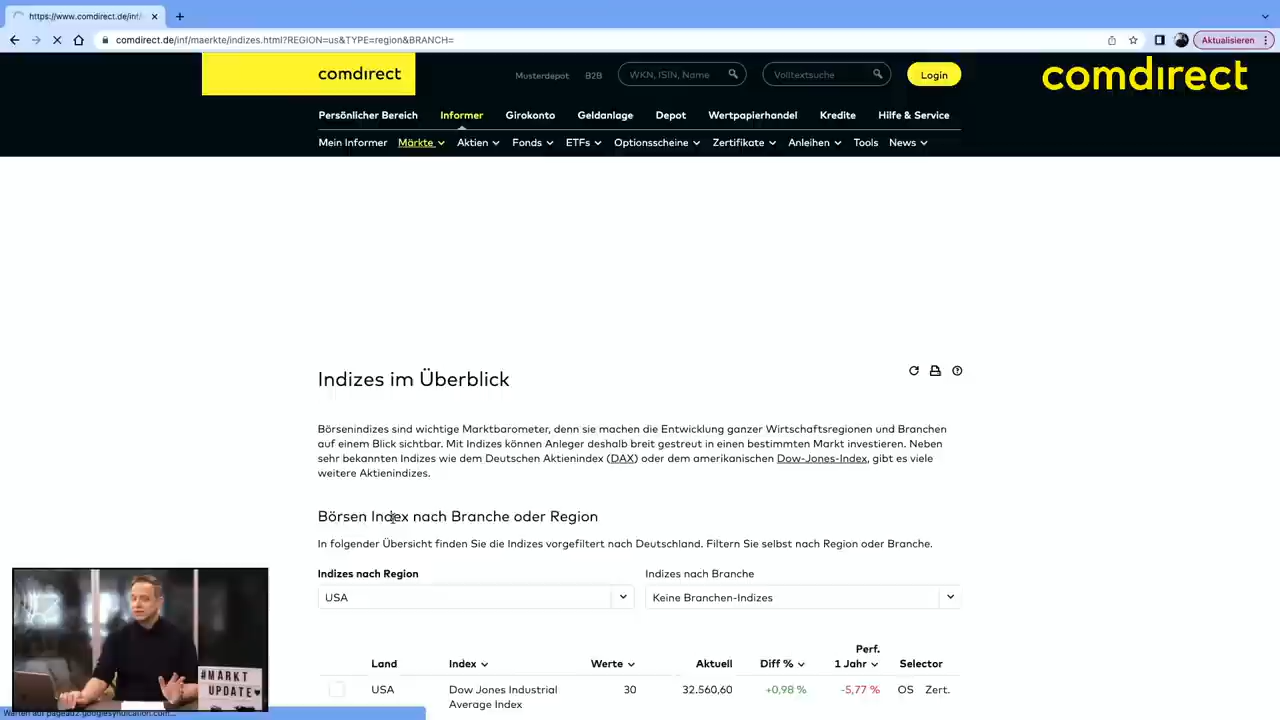 https://www.comdirect.de/inf/
comdirect.de/inf/maerkte/indizes.html?REGION=us&TYPE=region&BRANCH=
Aktualisieren
comdirect
Musterdepot B2B WKN, ISIN, Name Volltextsuche Login
comdirect
Persönlicher Bereich Informer Girokonto Geldanlage Depot Wertpapierhandel Kredite Hilfe & Service
Mein Informer Märkte Aktien Fonds ETFs Optionsscheine Zertifikate Anleihen Tools News
Indizes im Überblick
Börsenindizes sind wichtige Marktbarometer, denn sie machen die Entwicklung ganzer Wirtschaftsregionen und Branchen
auf einem Blick sichtbar. Mit Indizes können Anleger deshalb breit gestreut in einen bestimmten Markt investieren. Neben
sehr bekannten Indizes wie dem Deutschen Aktienindex (DAX) oder dem amerikanischen Dow-Jones-Index, gibt es viele
weitere Aktienindizes.
Börsen Index nach Branche oder Region
In folgender Übersicht finden Sie die Indizes vorgefiltert nach Deutschland. Filtern Sie selbst nach Region oder Branche.
Indizes nach Region Indizes nach Branche
USA Keine Branchen-Indizes
Perf.
Land Index Werte Aktuell Diff % 1 Jahr Selector
USA Dow Jones Industrial 30 32.560,60 +0,98 % -5,77 % OS Zert.
Average Index
#MARKT
UPDATE
Warten auf pagead2.googlesyndication.com...